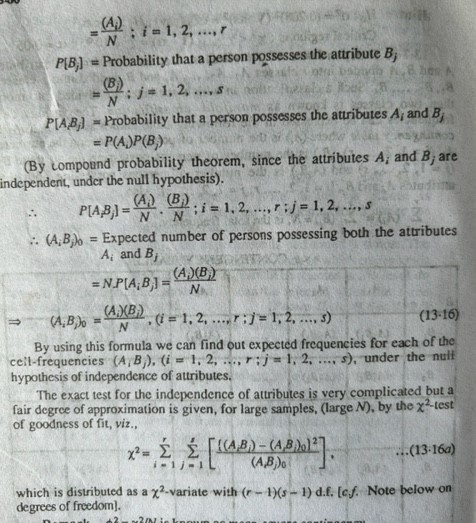 = (A_i)/N ; i = 1, 2, ..., r
P[B_j] = Probability that a person possesses the attribute B_j
= (B_j)/N ; j = 1, 2, ..., s
P[A_iB_j] = Probability that a person possesses the attributes A_i and B_j
= P(A_i)P(B_j)
(By compound probability theorem, since the attributes A_i and B_j are
independent, under the null hypothesis).
∴ P[A_iB_j] = (A_i)/N · (B_j)/N ; i = 1, 2, ..., r ; j = 1, 2, ..., s
∴ (A_iB_j)₀ = Expected number of persons possessing both the attributes
A_i and B_j
= N.P[A_iB_j] = (A_i)(B_j)/N
⇒ (A_iB_j)₀ = (A_i)(B_j)/N , (i = 1, 2, ..., r ; j = 1, 2, ..., s) (13·16)
By using this formula we can find out expected frequencies for each of the
cell-frequencies (A_iB_j), (i = 1, 2, ..., r ; j = 1, 2, ..., s), under the null
hypothesis of independence of attributes.
The exact test for the independence of attributes is very complicated but a
fair degree of approximation is given, for large samples, (large N), by the χ²-test
of goodness of fit, viz.,
χ² = Σ_{i=1}^{r} Σ_{j=1}^{s} [ [(A_iB_j) − (A_iB_j)₀]² / (A_iB_j)₀ ], ...(13·16a)
which is distributed as a χ²-variate with (r − 1)(s − 1) d.f. [c.f. Note below on
degrees of freedom].